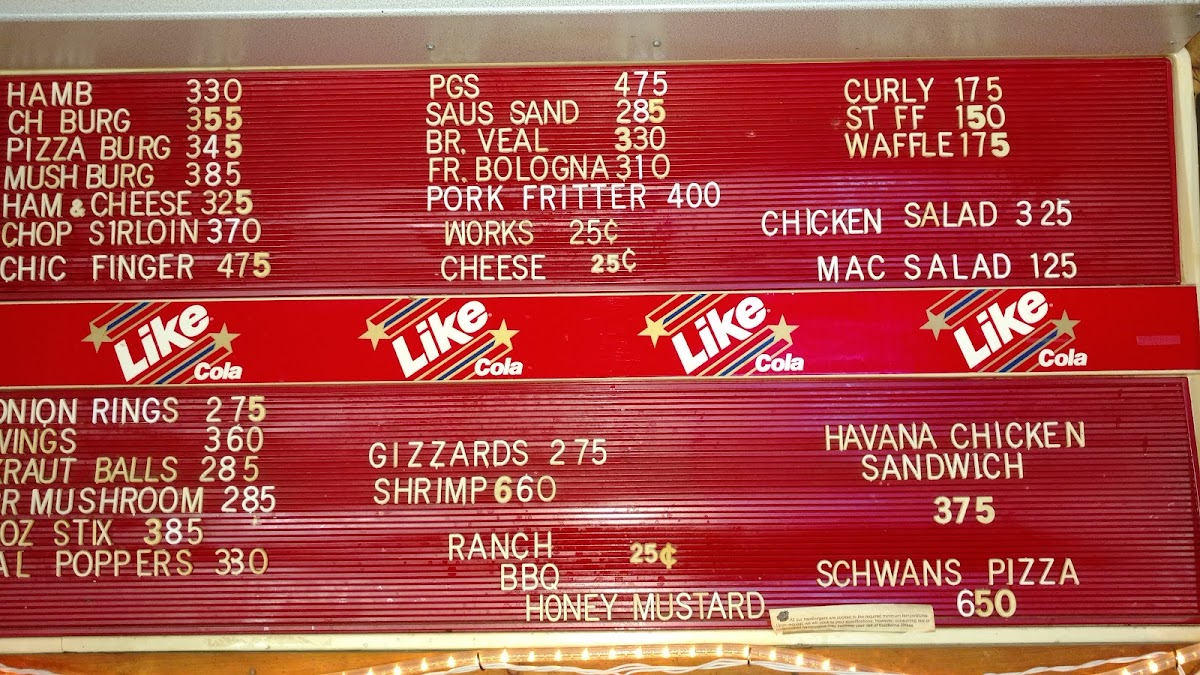 HAMB 330
CH BURG 355
PIZZA BURG 345
MUSH BURG 385
HAM & CHEESE 325
CHOP SIRLOIN 370
CHIC FINGER 475
PGS 475
SAUS SAND 285
BR. VEAL 330
FR. BOLOGNA 310
PORK FRITTER 400
WORKS 25¢
CHEESE 25¢
CURLY 175
ST FF 150
WAFFLE 175
CHICKEN SALAD 325
MAC SALAD 125
Like Cola
Like Cola
Like Cola
Like Cola
ONION RINGS 275
WINGS 360
KRAUT BALLS 285
R MUSHROOM 285
OZ STIX 385
AL POPPERS 330
GIZZARDS 275
SHRIMP 660
RANCH 25¢
BBQ
HONEY MUSTARD
HAVANA CHICKEN
SANDWICH
375
SCHWANS PIZZA
650